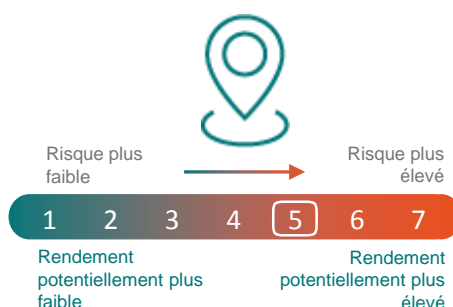 Risque plus
faible
Risque plus
élevé
1 2 3 4 5 6 7
Rendement
potentiellement plus
faible
Rendement
potentiellement plus
élevé